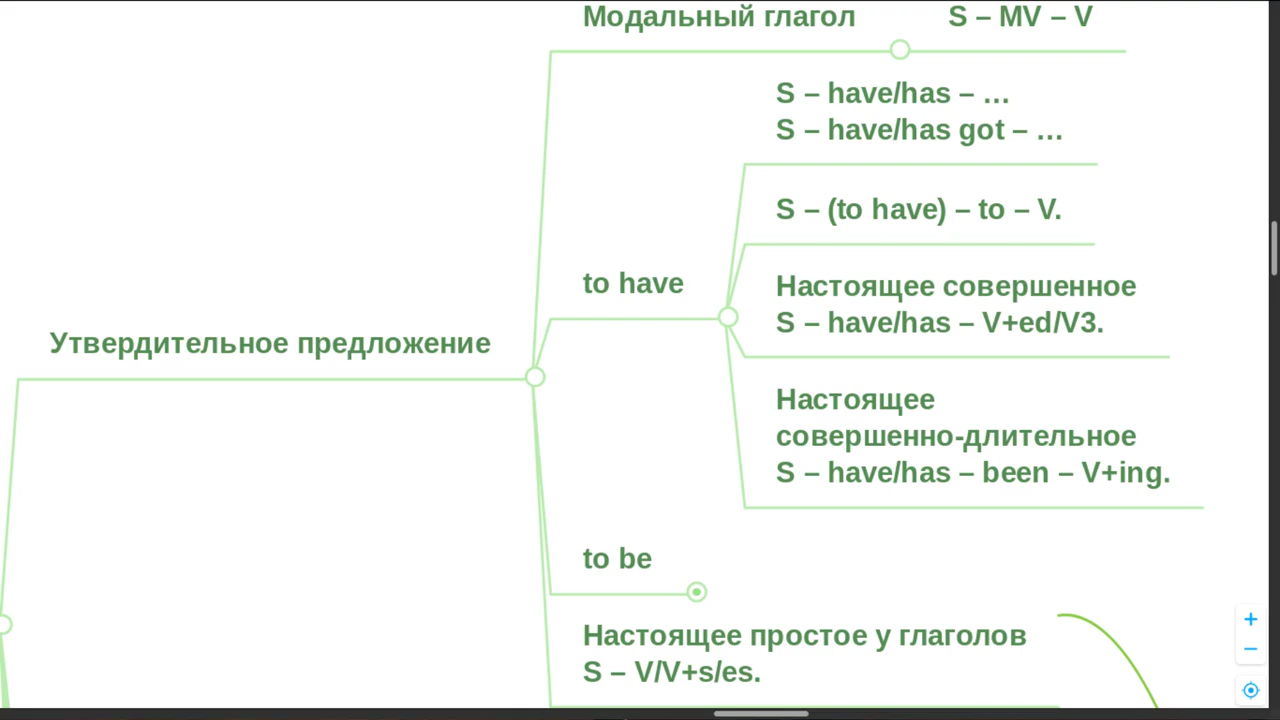 Модальный глагол
S – MV – V
S – have/has – …
S – have/has got – …
S – (to have) – to – V.
to have
Настоящее совершенное
S – have/has – V+ed/V3.
Утвердительное предложение
Настоящее
совершенно-длительное
S – have/has – been – V+ing.
to be
Настоящее простое у глаголов
S – V/V+s/es.